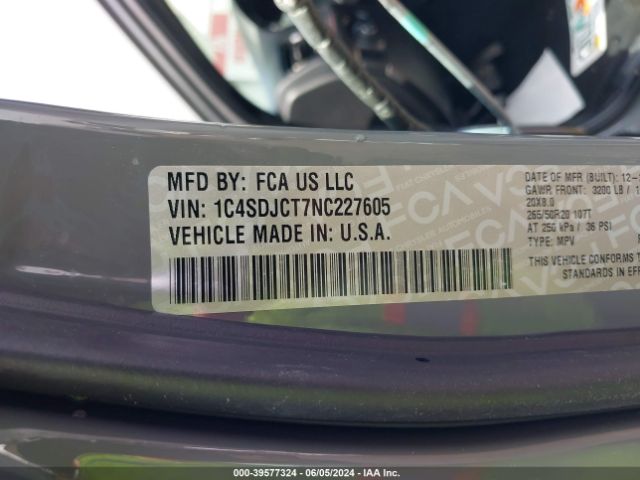 MFD BY: FCA US LLC
VIN: 1C4SDJCT7NC227605
VEHICLE MADE IN: U.S.A.
DATE OF MFR (BUILT): 12-
GAWR FRONT: 3200 LB /
20X8.0
265/50R20 107T
AT 250 kPa / 36 PSI
TYPE: MPV
THIS VEHICLE CONFORMS T
STANDARDS IN EFF
000-39577324 | 06/05/2024 - IAA Inc.